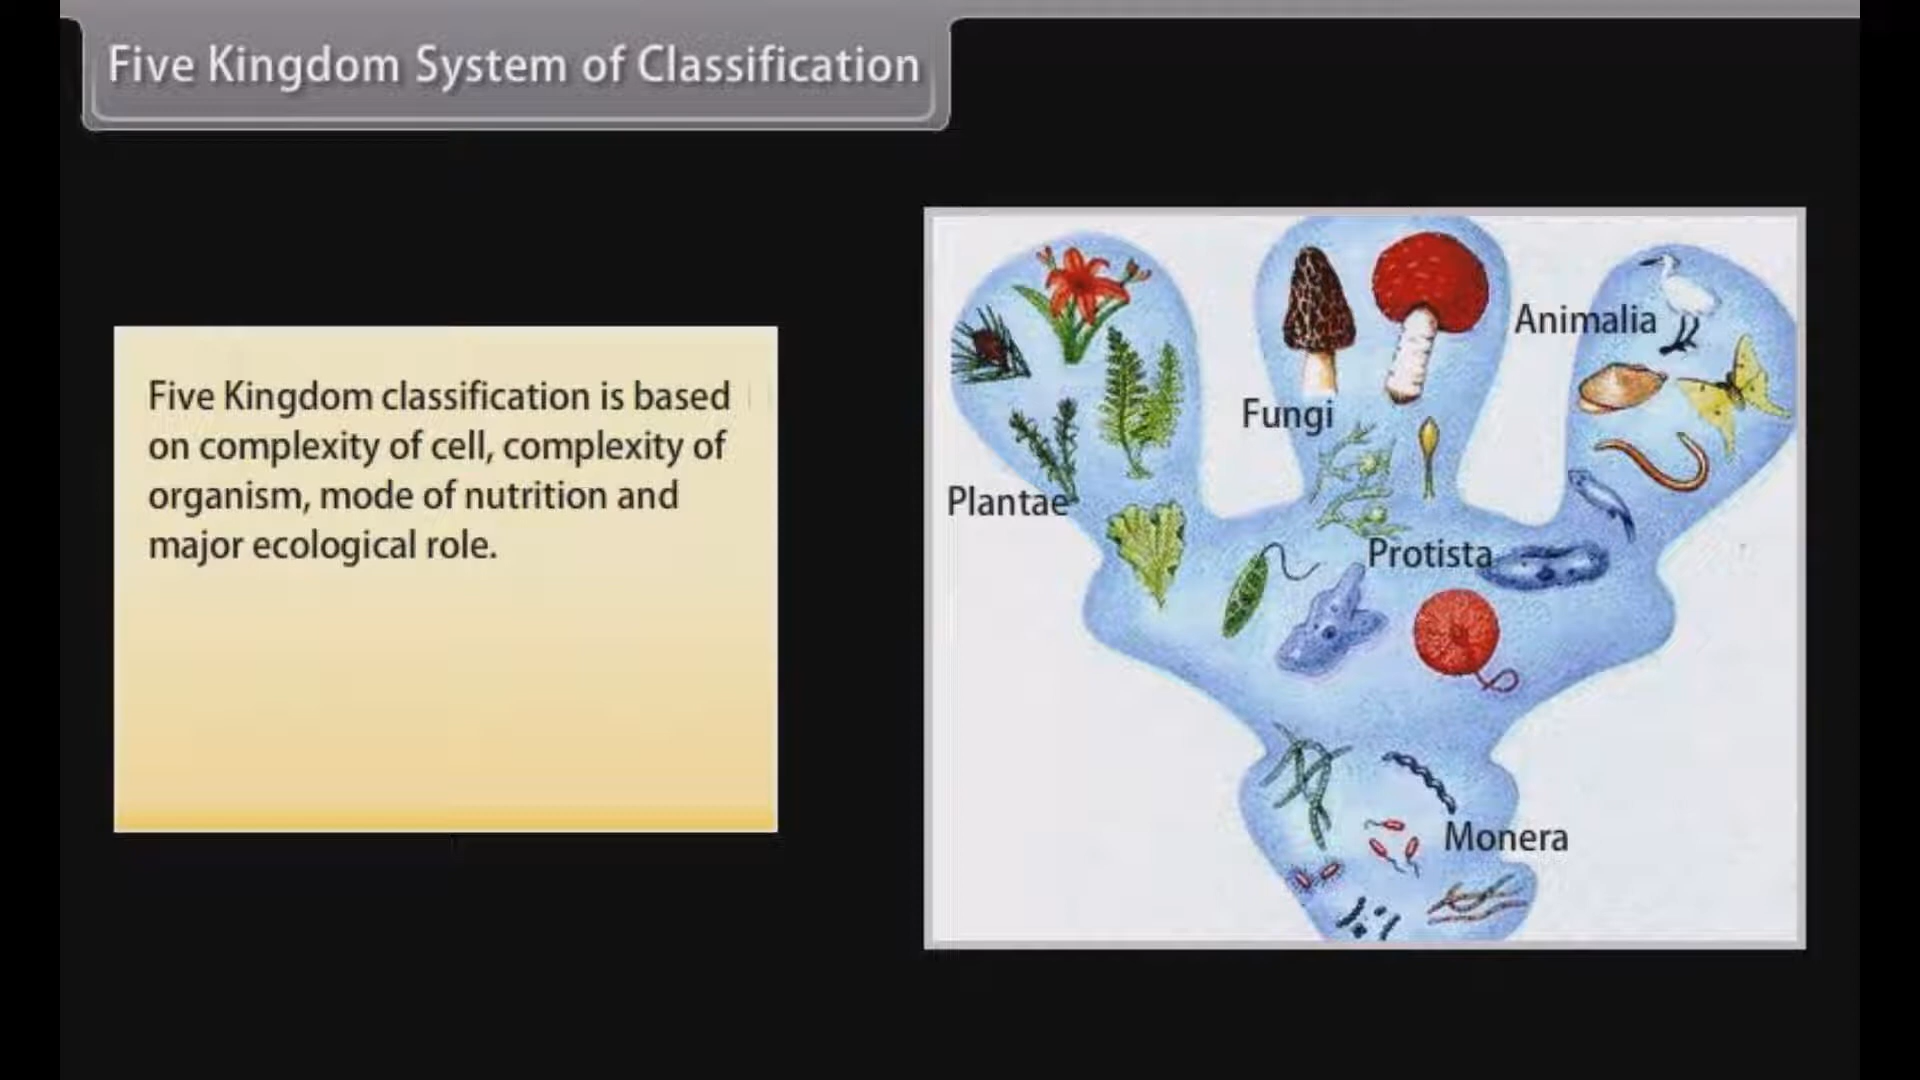 Five Kingdom System of Classification
Five Kingdom classification is based
on complexity of cell, complexity of
organism, mode of nutrition and
major ecological role.
Animalia
Fungi
Plantae
Protista
Monera